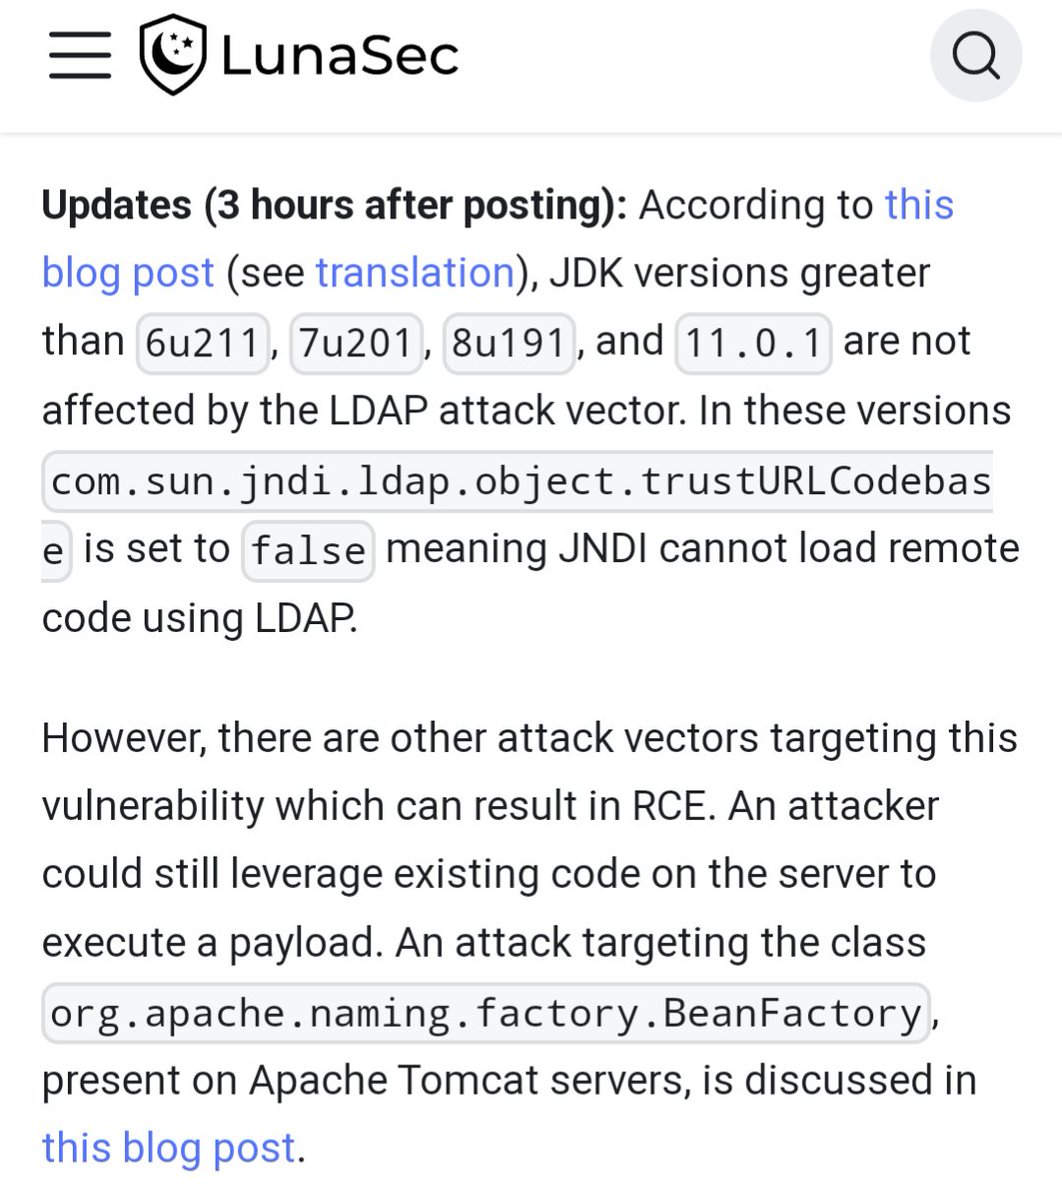 LunaSec
Updates (3 hours after posting): According to this
blog post (see translation), JDK versions greater
than 6u211, 7u201, 8u191, and 11.0.1 are not
affected by the LDAP attack vector. In these versions
com.sun.jndi.ldap.object.trustURLCodebas
e is set to false meaning JNDI cannot load remote
code using LDAP.
However, there are other attack vectors targeting this
vulnerability which can result in RCE. An attacker
could still leverage existing code on the server to
execute a payload. An attack targeting the class
org.apache.naming.factory.BeanFactory,
present on Apache Tomcat servers, is discussed in
this blog post.